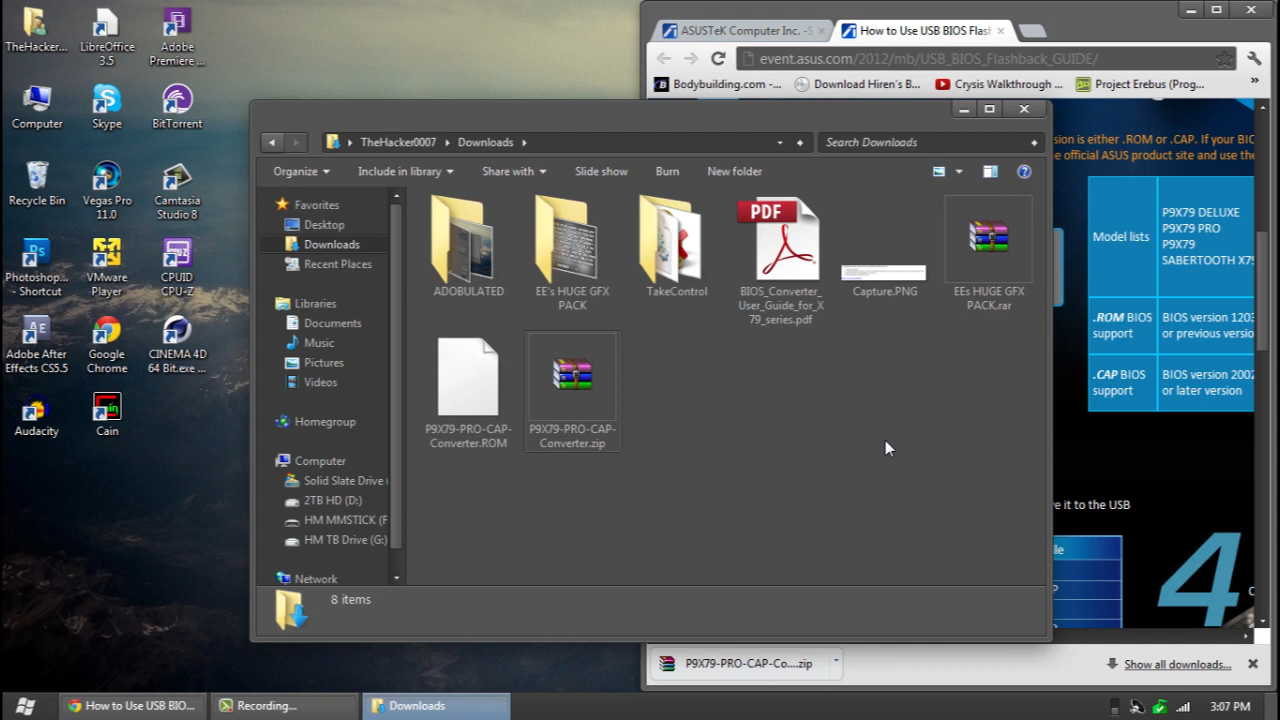 TheHacker...
LibreOffice
3.5
Adobe
Premiere ...
Computer
Skype
BitTorrent
Recycle Bin
Vegas Pro
11.0
Camtasia
Studio 8
Photoshop...
- Shortcut
VMware
Player
CPUID
CPU-Z
Adobe After
Effects CS5.5
Google
Chrome
CINEMA 4D
64 Bit.exe ...
Audacity
Cain
ASUSTeK Computer Inc. -S
How to Use USB BIOS Flash
event.asus.com/2012/mb/USB_BIOS_Flashback_GUIDE/
Bodybuilding.com -...
Download Hiren's B...
Crysis Walkthrough ...
Project Erebus (Prog...
»
TheHacker0007
Downloads
Search Downloads
Organize
Include in library
Share with
Slide show
Burn
New folder
Favorites
Desktop
Downloads
Recent Places
Libraries
Documents
Music
Pictures
Videos
Homegroup
Computer
Solid Slate Drive (
2TB HD (D:)
HM MMSTICK (F
HM TB Drive (G:)
Network
ADOBULATED
EE's HUGE GFX
PACK
TakeControl
PDF
BIOS_Converter_
User_Guide_for_X
79_series.pdf
Capture.PNG
EEs HUGE GFX
PACK.rar
P9X79-PRO-CAP-
Converter.ROM
P9X79-PRO-CAP-
Converter.zip
8 items
sion is either .ROM or .CAP. If your BIO
e official ASUS product site and use the
Model lists
P9X79 DELUXE
P9X79 PRO
P9X79
SABERTOOTH X79
.ROM BIOS
support
BIOS version 1203
or previous versio
.CAP BIOS
support
BIOS version 2002
or later version
ve it to the USB
le
P
4
P9X79-PRO-CAP-Co....zip
Show all downloads...
How to Use USB BIO...
Recording...
Downloads
3:07 PM